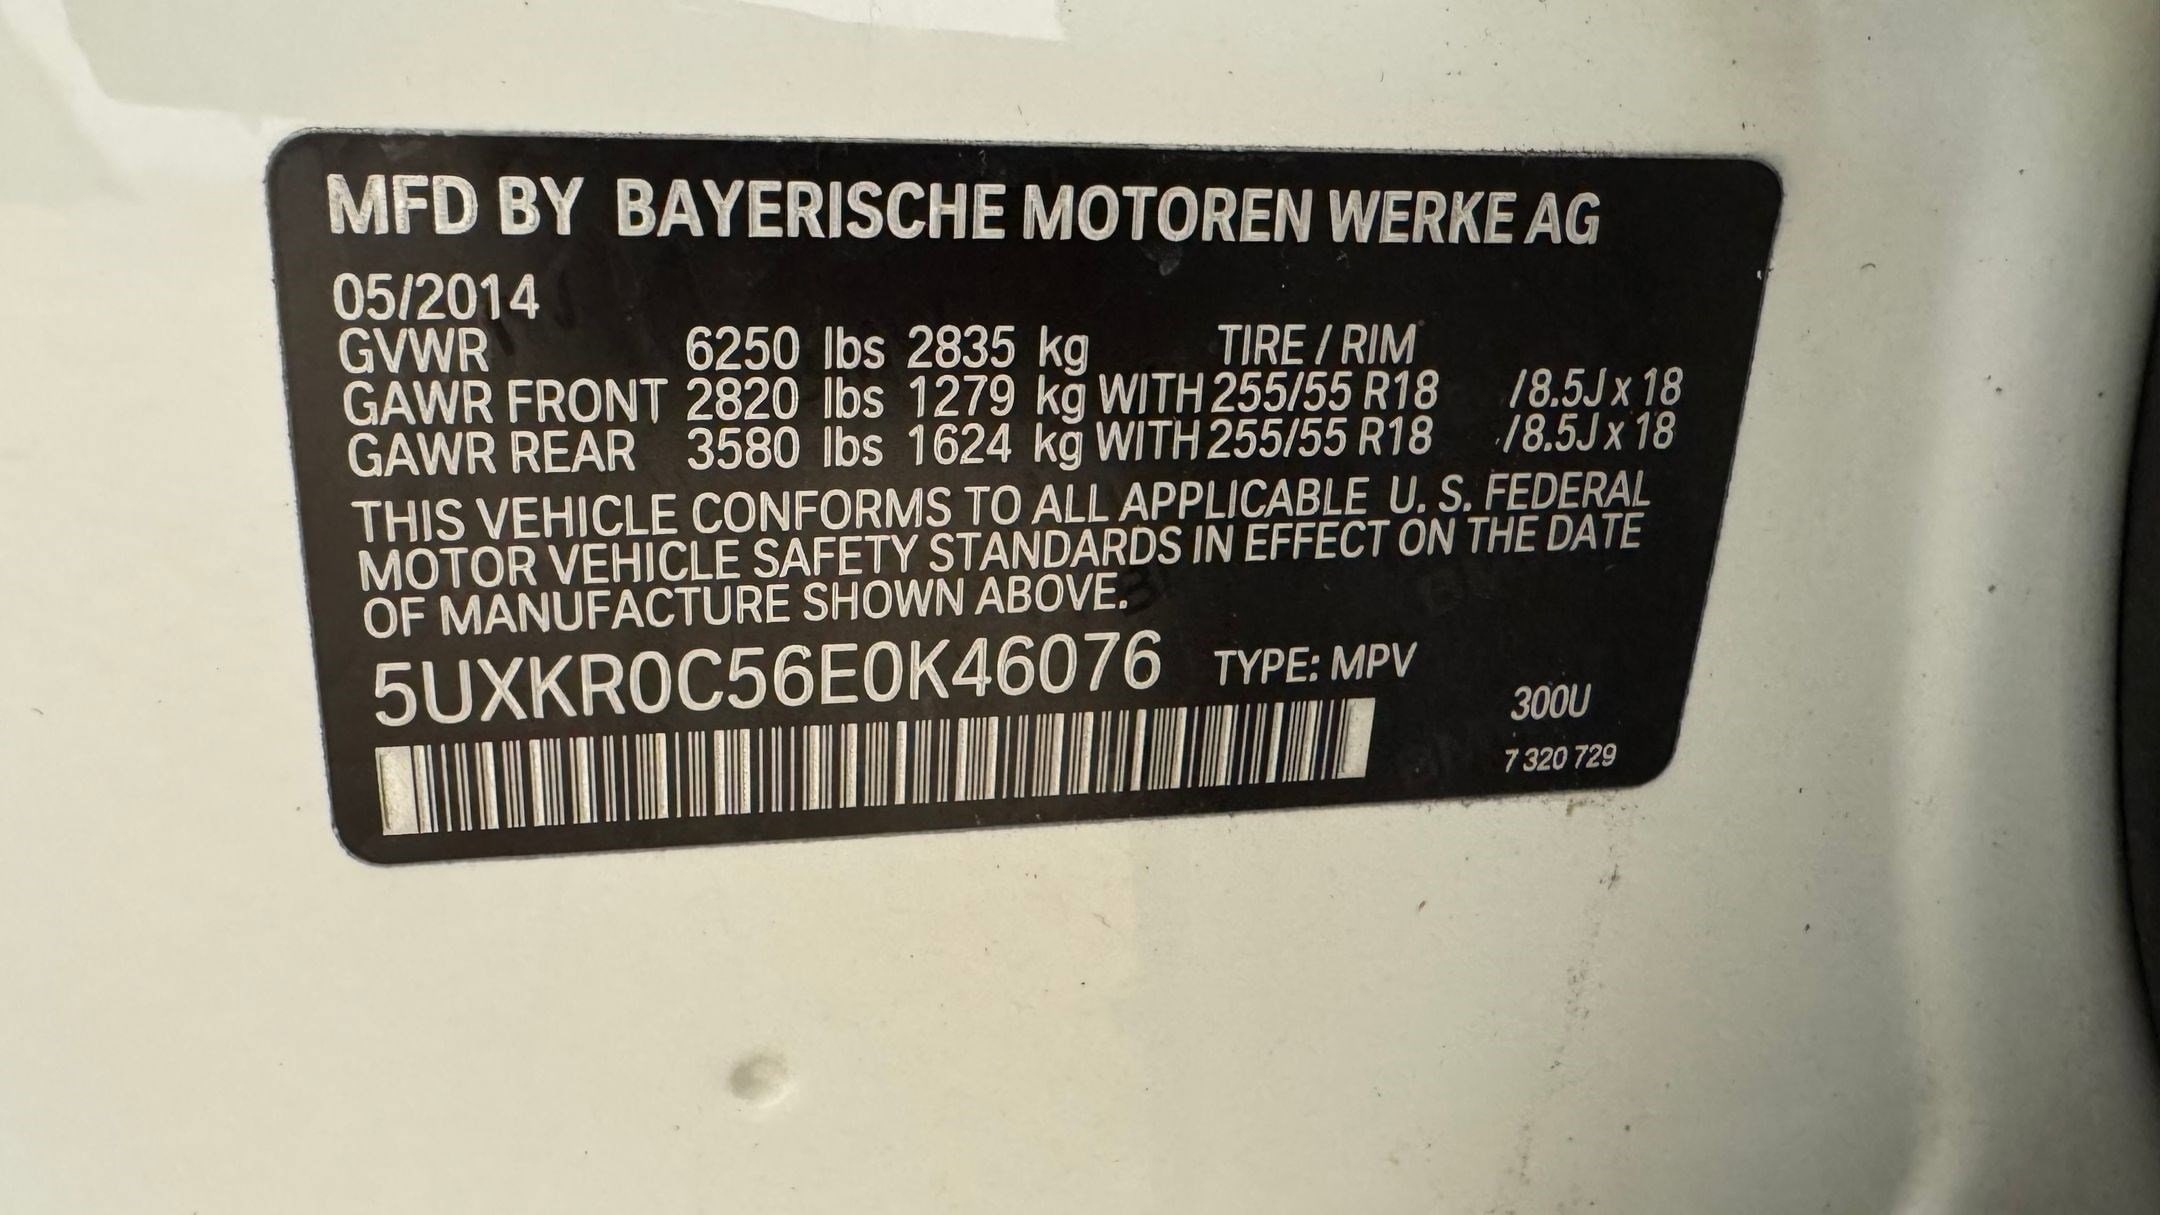 MFD BY BAYERISCHE MOTOREN WERKE AG
05/2014
GVWR 6250 lbs 2835 kg TIRE / RIM
GAWR FRONT 2820 lbs 1279 kg WITH 255/55 R18 /8.5J x 18
GAWR REAR 3580 lbs 1624 kg WITH 255/55 R18 /8.5J x 18
THIS VEHICLE CONFORMS TO ALL APPLICABLE U. S. FEDERAL
MOTOR VEHICLE SAFETY STANDARDS IN EFFECT ON THE DATE
OF MANUFACTURE SHOWN ABOVE.
5UXKR0C56E0K46076 TYPE: MPV
300U
7 320 729